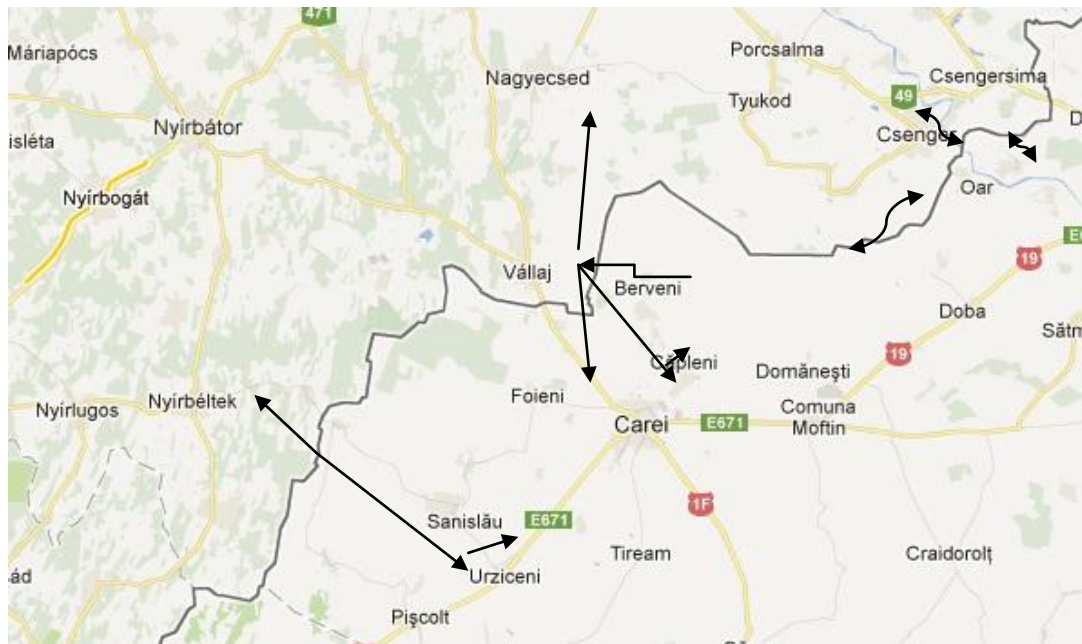 471
Máriapócs
Nagyecsed
Porcsalma
Csengersima
49
Tyukod
Nyírbátor
Csenger
D
isléta
Oar
Nyírbogát
19
E6
Vállaj
Berveni
Doba
Sătm
Căpleni
19
Domănești
Nyírlugos
Nyírbéltek
Foieni
Carei
E671
Comuna
Moftin
1F
Sanislău
E671
Tiream
Craidorolț
Urziceni
ád
Pișcolt